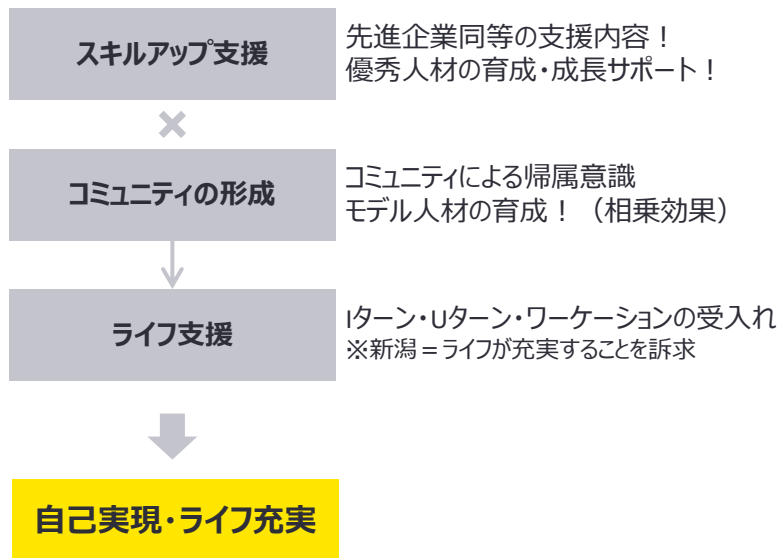 スキルアップ支援
先進企業同等の支援内容！
優秀人材の育成・成長サポート！
×
コミュニティの形成
コミュニティによる帰属意識
モデル人材の育成！（相乗効果）
ライフ支援
Iターン・Uターン・ワーケーションの受入れ
※新潟＝ライフが充実することを訴求
自己実現・ライフ充実